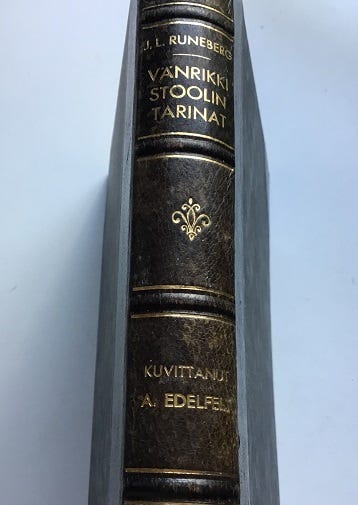 J. L. RUNEBERG
VÄNRIKKI
STOOLIN
TARINAT
KUVITTANUT
A. EDELFELT